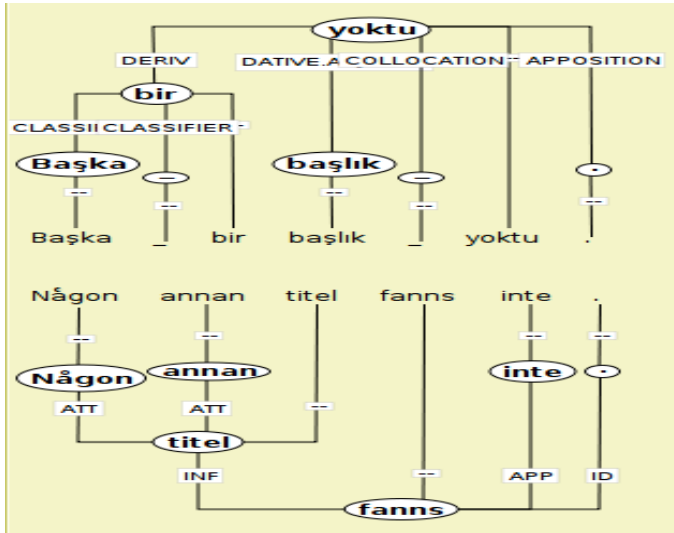 yoktu
DERIV DATIVE.A COLLOCATION -- APPOSITION
bir
CLASSII CLASSIFIER -
Başka _ başlık _ .
-- -- -- -- --
Başka _ bir başlık _ yoktu .
Någon annan titel fanns inte .
-- -- -- --
Någon annan inte .
ATT ATT --
titel
INF -- APP ID
fanns